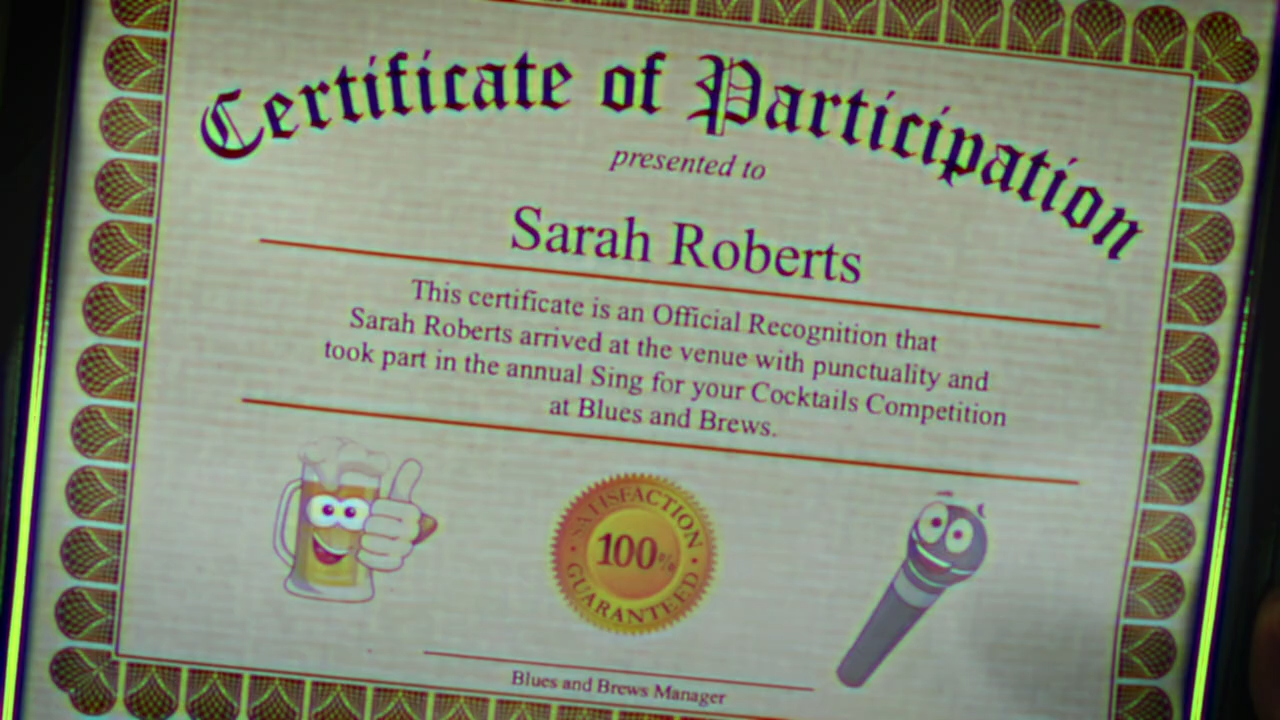 Certificate of Participation
presented to
Sarah Roberts
This certificate is an Official Recognition that
Sarah Roberts arrived at the venue with punctuality and
took part in the annual Sing for your Cocktails Competition
at Blues and Brews.
SATISFACTION
100%
GUARANTEED
Blues and Brews Manager